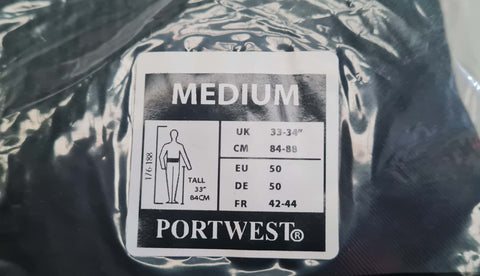 MEDIUM
176-188
TALL
33"
84CM
UK 33-34"
CM 84-88
EU 50
DE 50
FR 42-44
PORTWEST®